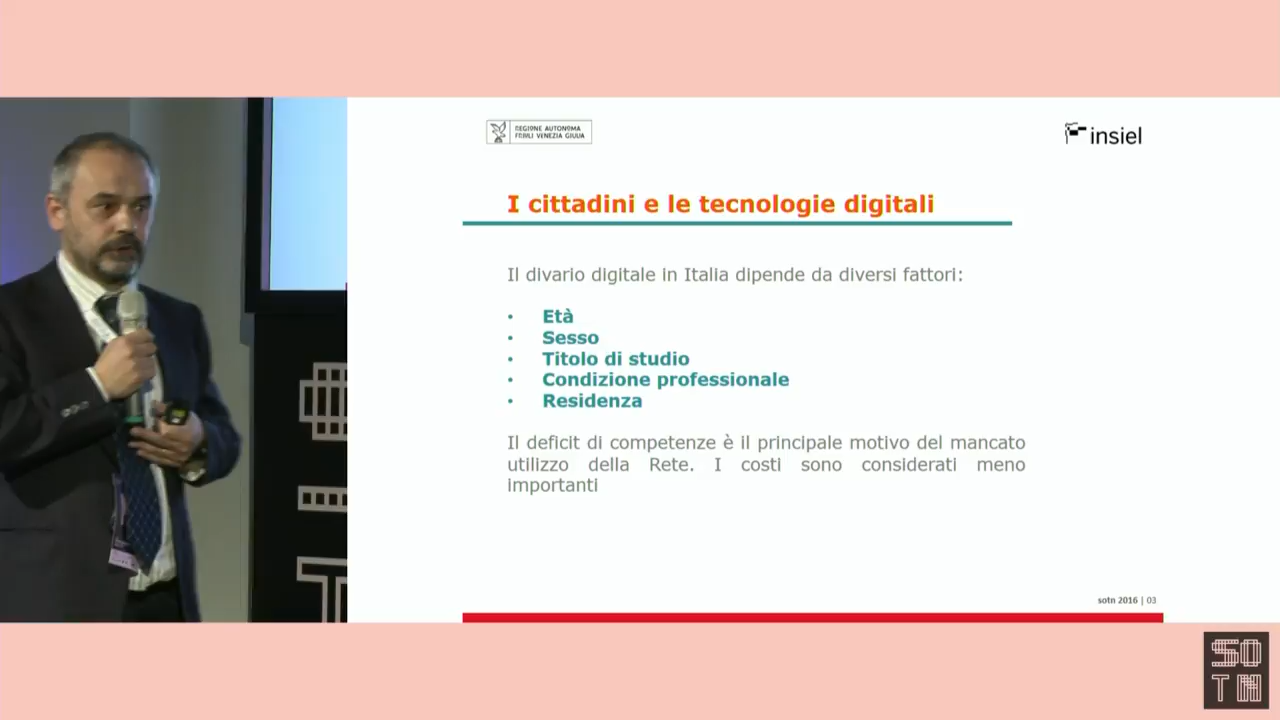 REGIONE AUTONOMA
FRIULI VENEZIA GIULIA
insiel
I cittadini e le tecnologie digitali
Il divario digitale in Italia dipende da diversi fattori:
• Età
• Sesso
• Titolo di studio
• Condizione professionale
• Residenza
Il deficit di competenze è il principale motivo del mancato
utilizzo della Rete. I costi sono considerati meno
importanti
sotn 2016 | 03
SO
TN